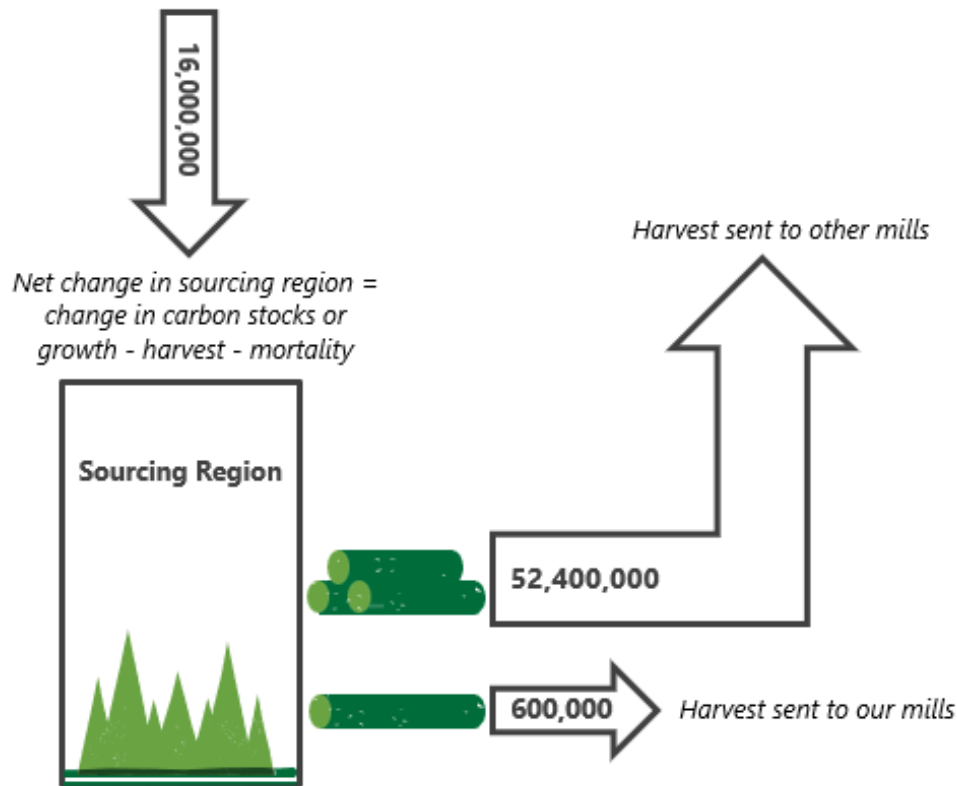 16,000,000
Harvest sent to other mills
Net change in sourcing region =
change in carbon stocks or
growth - harvest - mortality
Sourcing Region
52,400,000
600,000
Harvest sent to our mills